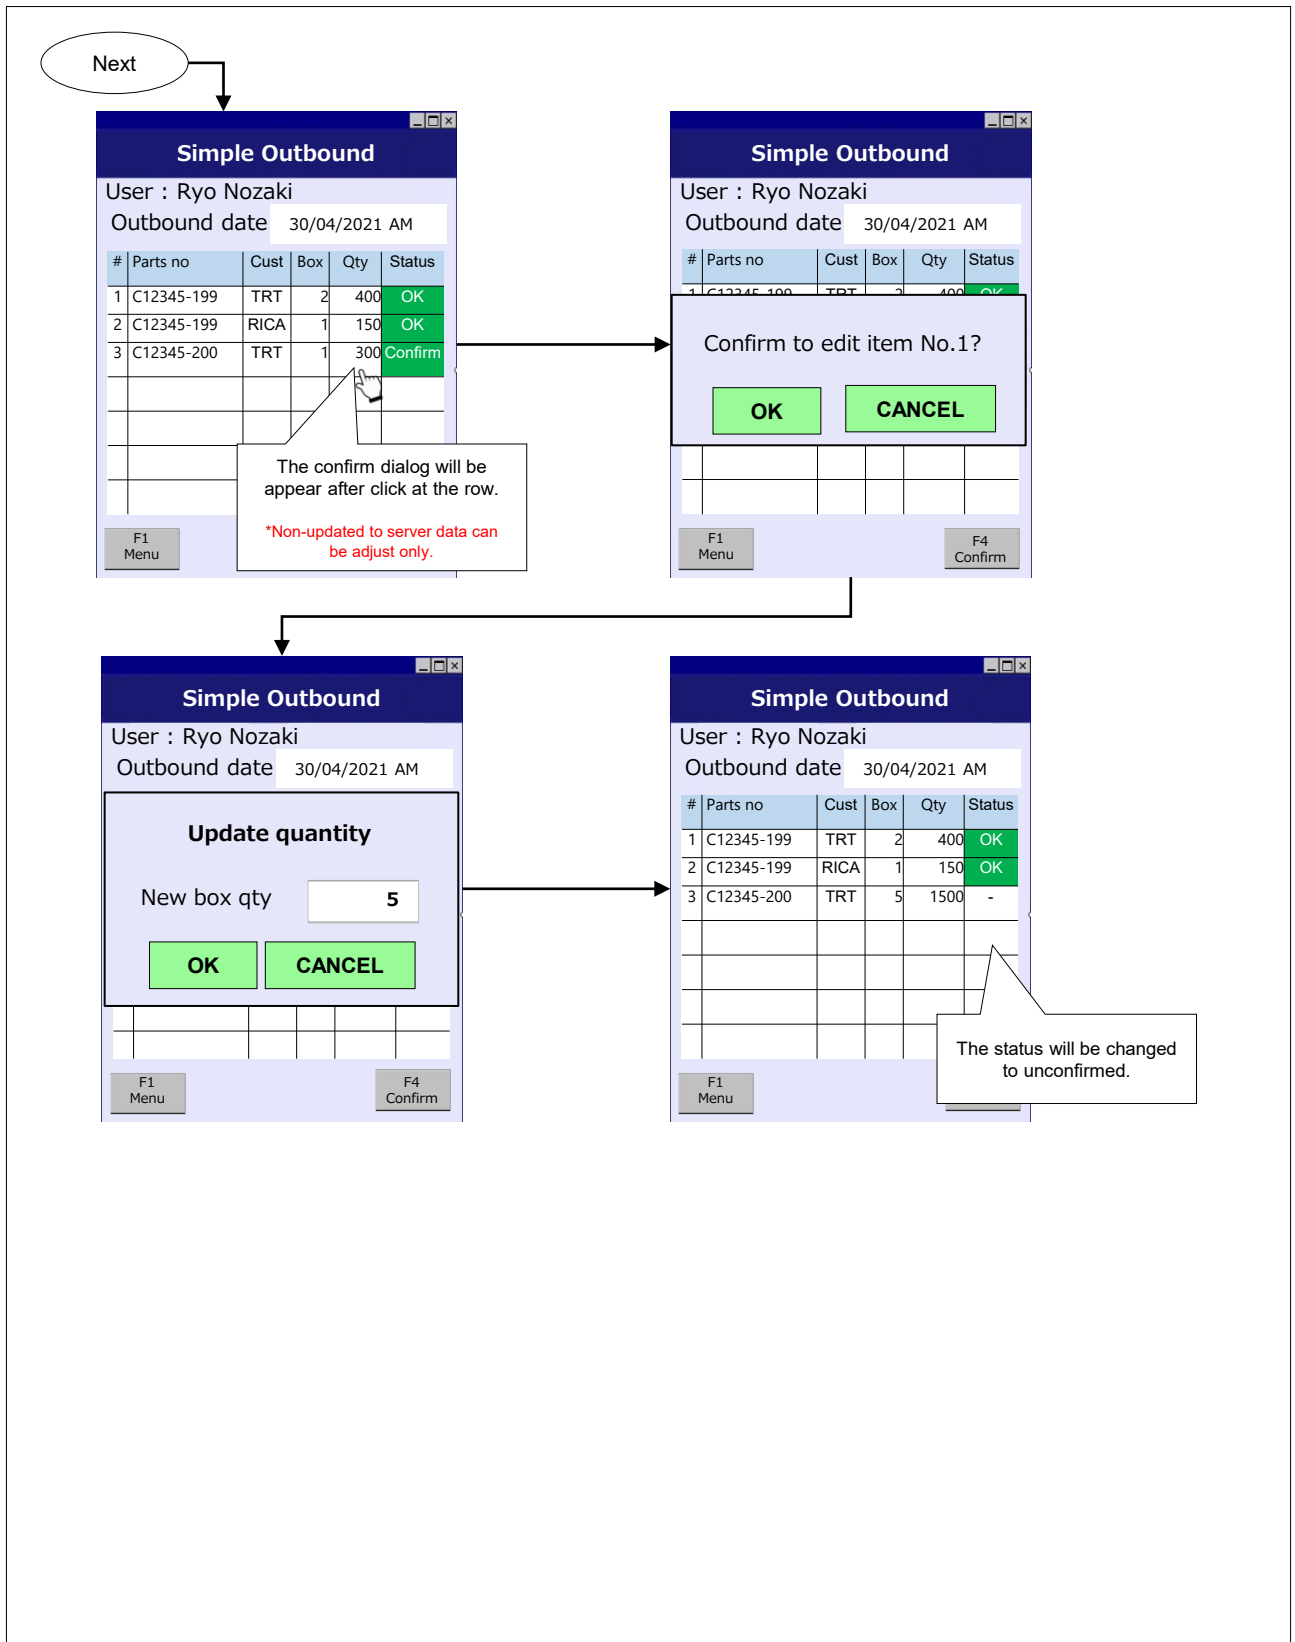 Next
Simple Outbound
User : Ryo Nozaki
Outbound date 30/04/2021 AM
# Parts no Cust Box Qty Status
1 C12345-199 TRT 2 400 OK
2 C12345-199 RICA 1 150 OK
3 C12345-200 TRT 1 300 Confirm
The confirm dialog will be
appear after click at the row.
*Non-updated to server data can
be adjust only.
F1
Menu
Simple Outbound
User : Ryo Nozaki
Outbound date 30/04/2021 AM
# Parts no Cust Box Qty Status
1 C12345-199 TRT 2 400 OK
Confirm to edit item No.1?
OK CANCEL
F1
Menu
F4
Confirm
Simple Outbound
User : Ryo Nozaki
Outbound date 30/04/2021 AM
Update quantity
New box qty 5
OK CANCEL
F1
Menu
F4
Confirm
Simple Outbound
User : Ryo Nozaki
Outbound date 30/04/2021 AM
# Parts no Cust Box Qty Status
1 C12345-199 TRT 2 400 OK
2 C12345-199 RICA 1 150 OK
3 C12345-200 TRT 5 1500 -
The status will be changed
to unconfirmed.
F1
Menu